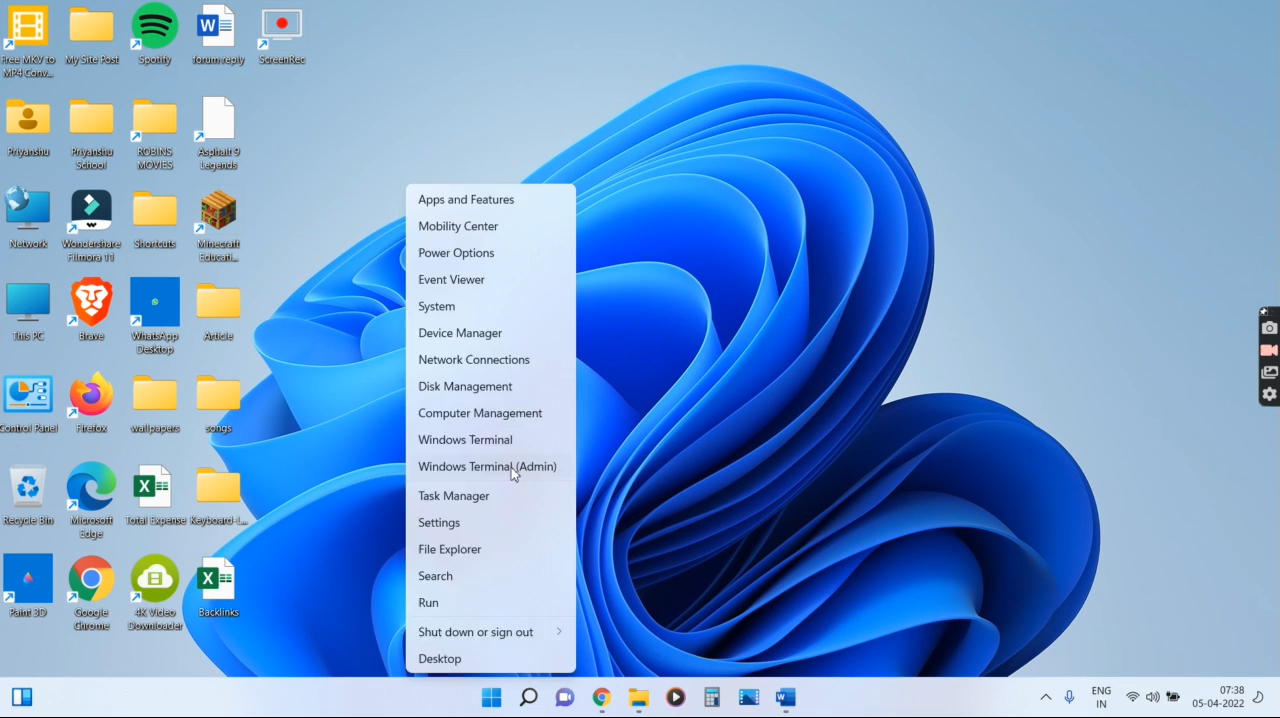 Free MKV to
MP4 Conv...
My Site Post
Spotify
forum reply
ScreenRec
Priyanshu
Priyanshu
School
ROBINS
MOVIES
Asphalt 9
Legends
Network
Wondershare
Filmora 11
Shortcuts
Minecraft
Educati...
This PC
Brave
WhatsApp
Desktop
Article
Control Panel
Firefox
wallpapers
songs
Recycle Bin
Microsoft
Edge
Total Expense
Keyboard-L...
Paint 3D
Google
Chrome
4K Video
Downloader
Backlinks
Apps and Features
Mobility Center
Power Options
Event Viewer
System
Device Manager
Network Connections
Disk Management
Computer Management
Windows Terminal
Windows Terminal (Admin)
Task Manager
Settings
File Explorer
Search
Run
Shut down or sign out
Desktop
ENG
IN
07:38
05-04-2022